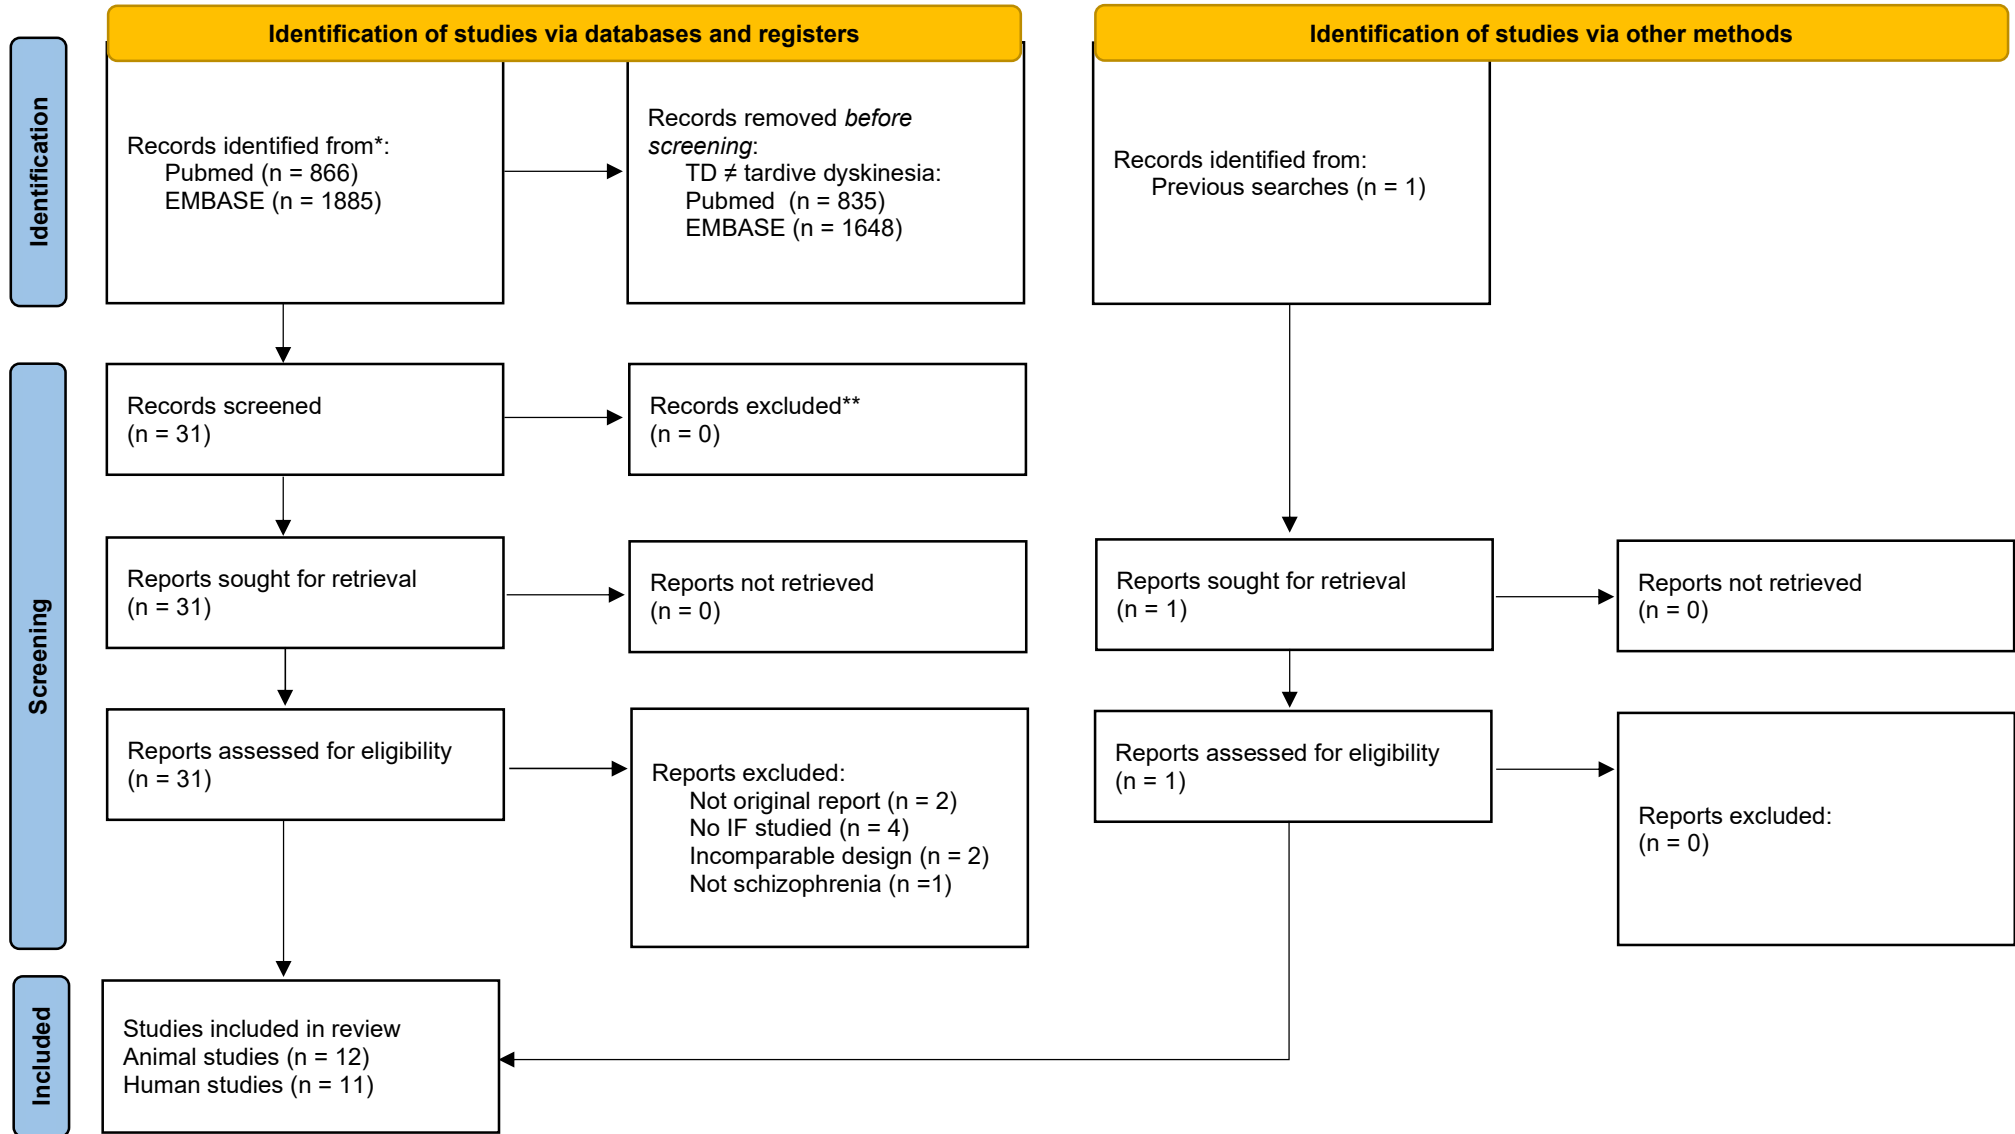 Identification of studies via databases and registers
Identification of studies via other methods
Identification
Records identified from*:
Pubmed (n = 866)
EMBASE (n = 1885)
Records removed before
screening:
TD ≠ tardive dyskinesia:
Pubmed (n = 835)
EMBASE (n = 1648)
Records identified from:
Previous searches (n = 1)
Screening
Records screened
(n = 31)
Records excluded**
(n = 0)
Reports sought for retrieval
(n = 31)
Reports not retrieved
(n = 0)
Reports sought for retrieval
(n = 1)
Reports not retrieved
(n = 0)
Reports assessed for eligibility
(n = 31)
Reports excluded:
Not original report (n = 2)
No IF studied (n = 4)
Incomparable design (n = 2)
Not schizophrenia (n =1)
Reports assessed for eligibility
(n = 1)
Reports excluded:
(n = 0)
Included
Studies included in review
Animal studies (n = 12)
Human studies (n = 11)